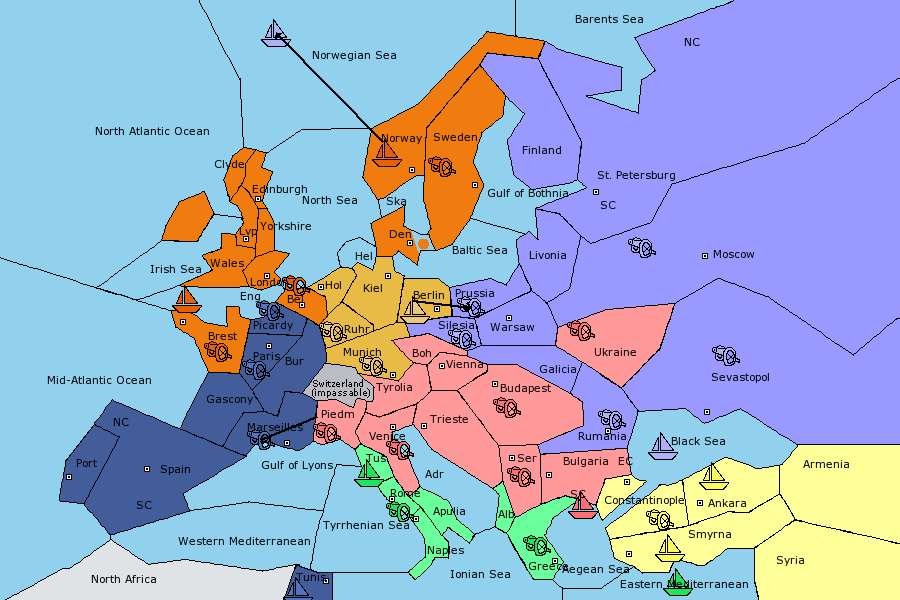 Barents Sea
NC
Norwegian Sea
North Atlantic Ocean
Norway
Sweden
Finland
Clyde
St. Petersburg
SC
Edinburgh
North Sea
Ska
Gulf of Bothnia
Lvp
Yorkshire
Den
Baltic Sea
Livonia
Moscow
Irish Sea
Wales
Hel
London
Hol
Kiel
Berlin
Prussia
Eng
Bel
Picardy
Ruhr
Silesia
Warsaw
Brest
Paris
Bur
Munich
Boh
Vienna
Galicia
Ukraine
Sevastopol
Mid-Atlantic Ocean
Switzerland
(impassable)
Tyrolia
Budapest
Gascony
NC
Piedm
Trieste
Marseilles
Venice
Rumania
Black Sea
Port
Spain
Gulf of Lyons
Tus
Adr
Ser
Bulgaria
EC
Armenia
SC
Rome
Apulia
SC
Constantinople
Ankara
Alb
Tyrrhenian Sea
Western Mediterranean
Naples
Smyrna
Syria
North Africa
Tunis
Ionian Sea
Greece
Aegean Sea
Eastern Mediterranean